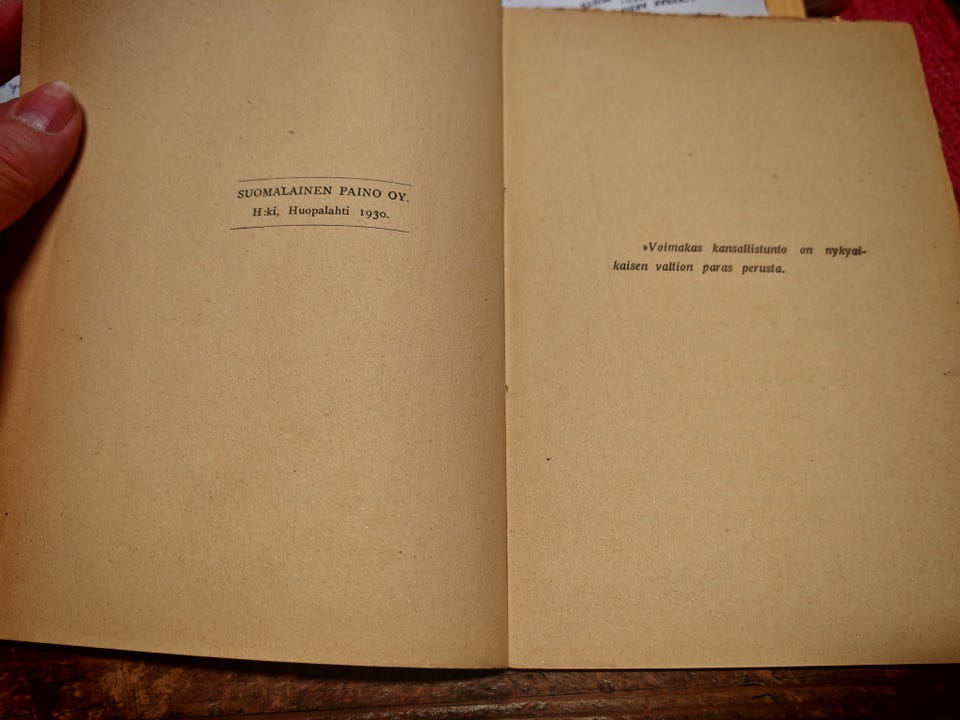 SUOMALAINEN PAINO OY.
H:ki, Huopalahti 1930.
»Voimakas kansallistunto on nykyai-
kaisen valtion paras perusta.